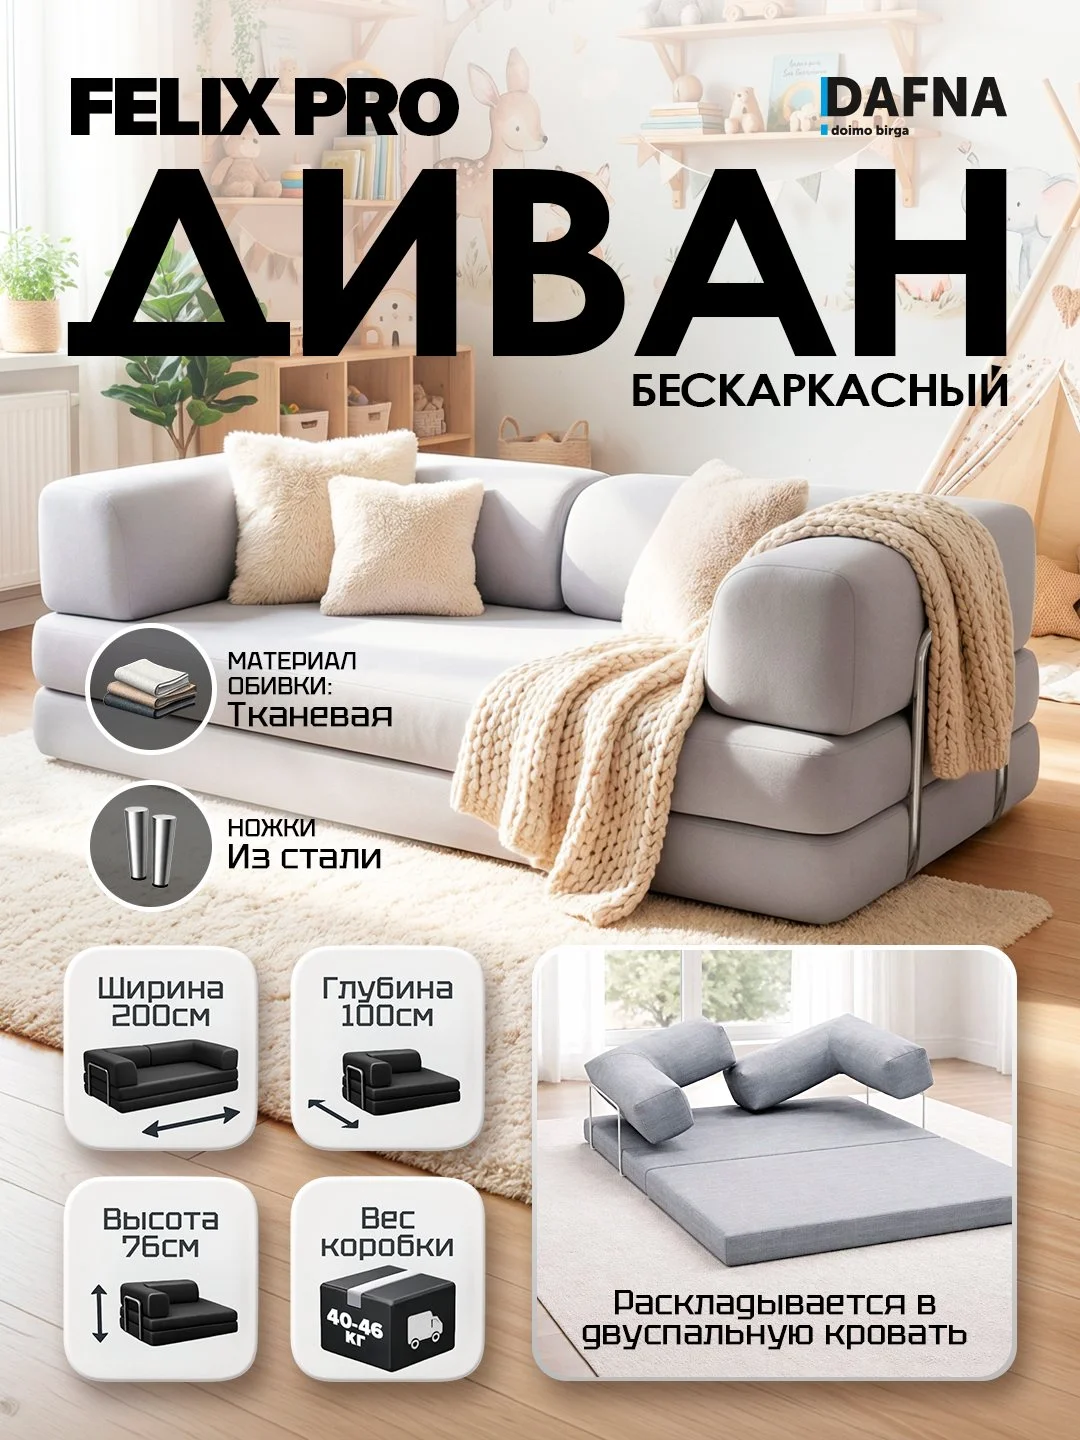 FELIX PRO
DAFNA
doimo birga
ДИВАН
БЕСКАРКАСНЫЙ
МАТЕРИАЛ
ОБИВКИ:
Тканевая
НОЖКИ
Из стали
Ширина
200см
Глубина
100см
Высота
76см
Вес
коробки
40-46
КГ
Раскладывается в
двуспальную кровать